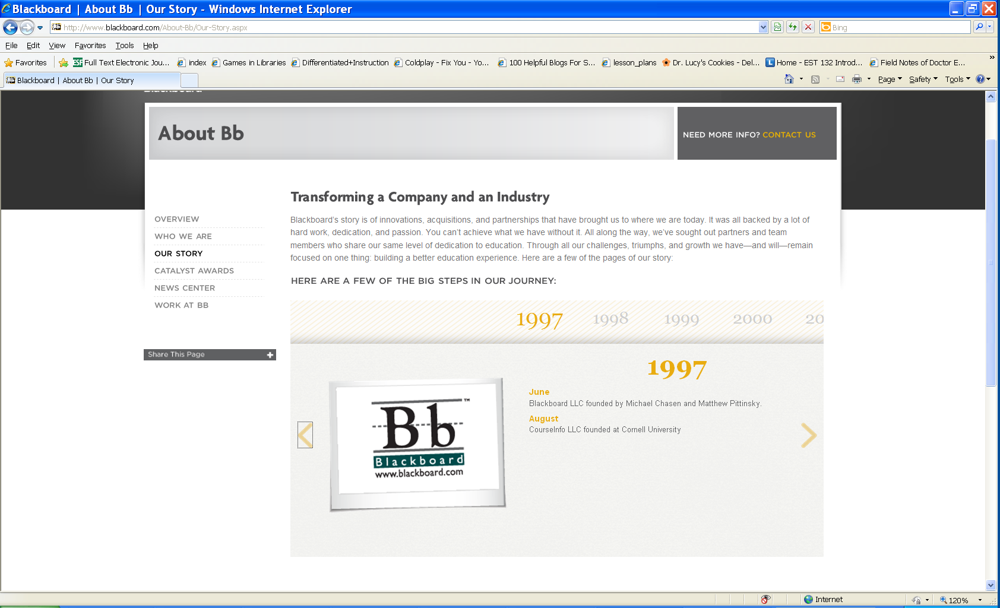 Blackboard | About Bb | Our Story - Windows Internet Explorer
http://www.blackboard.com/About-Bb/Our-Story.aspx
Bing
File Edit View Favorites Tools Help
Favorites
ESF Full Text Electronic Jou... index Games in Libraries Differentiated+Instruction Coldplay - Fix You - Yo... 100 Helpful Blogs For S... lesson_plans Dr. Lucy's Cookies - Del... L Home - EST 132 Introd... Field Notes of Doctor E... »
Blackboard | About Bb | Our Story
Page Safety Tools
About Bb
NEED MORE INFO? CONTACT US
OVERVIEW
WHO WE ARE
OUR STORY
CATALYST AWARDS
NEWS CENTER
WORK AT BB
Share This Page +
Transforming a Company and an Industry
Blackboard's story is of innovations, acquisitions, and partnerships that have brought us to where we are today. It was all backed by a lot of
hard work, dedication, and passion. You can't achieve what we have without it. All along the way, we've sought out partners and team
members who share our same level of dedication to education. Through all our challenges, triumphs, and growth we have—and will—remain
focused on one thing: building a better education experience. Here are a few of the pages of our story:
HERE ARE A FEW OF THE BIG STEPS IN OUR JOURNEY:
1997 1998 1999 2000 20
Bb™
Blackboard
www.blackboard.com
1997
June
Blackboard LLC founded by Michael Chasen and Matthew Pittinsky.
August
CourseInfo LLC founded at Cornell University
Internet
120%